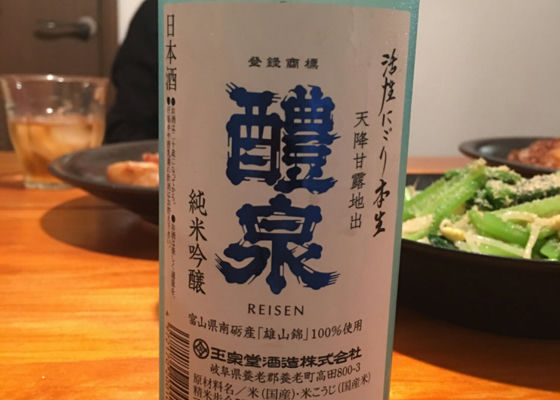 日本酒
登録商標
醴泉
REISEN
活性にごり本生
天降甘露地出
純米吟醸
富山県南砺産「雄山錦」100%使用
玉泉堂酒造株式会社
岐阜県養老郡養老町高田800-3
原材料名/米(国産)・米こうじ(国産米)